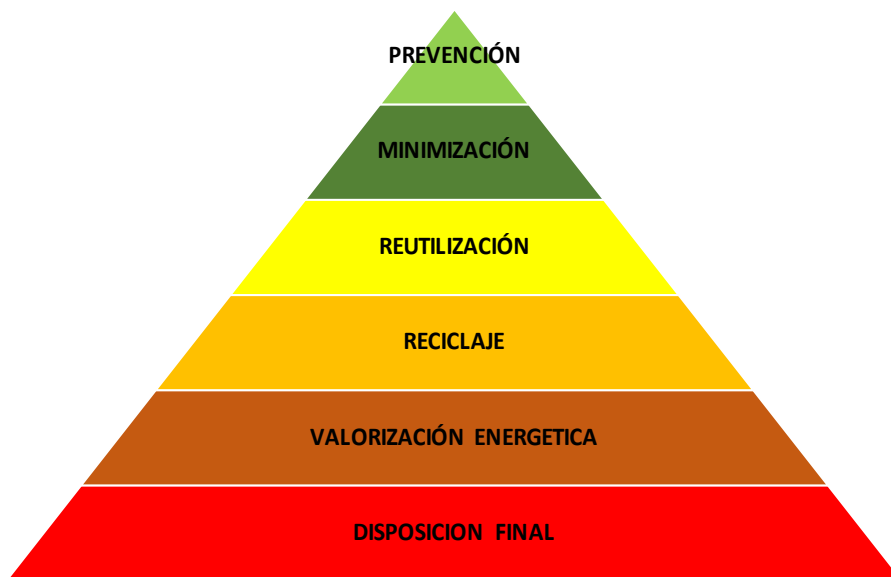 PREVENCIÓN
MINIMIZACIÓN
REUTILIZACIÓN
RECICLAJE
VALORIZACIÓN ENERGETICA
DISPOSICION FINAL